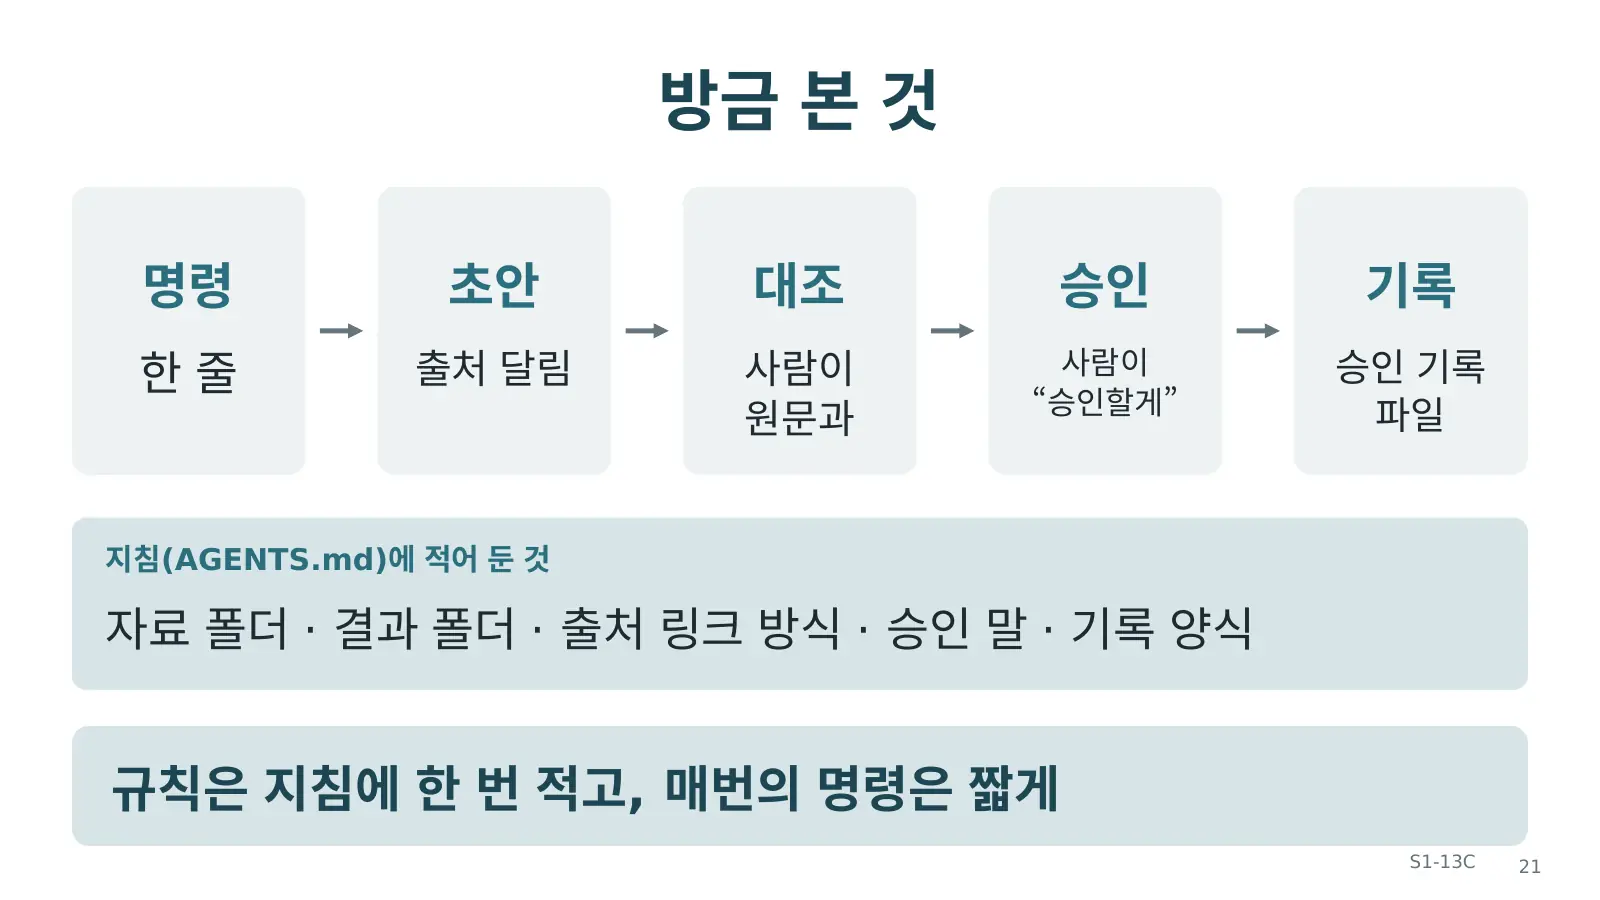 방금 본 것
명령
한 줄
초안
출처 달림
대조
사람이
원문과
승인
사람이
“승인할게”
기록
승인 기록
파일
지침(AGENTS.md)에 적어 둔 것
자료 폴더 · 결과 폴더 · 출처 링크 방식 · 승인 말 · 기록 양식
규칙은 지침에 한 번 적고, 매번의 명령은 짧게
S1-13C
21